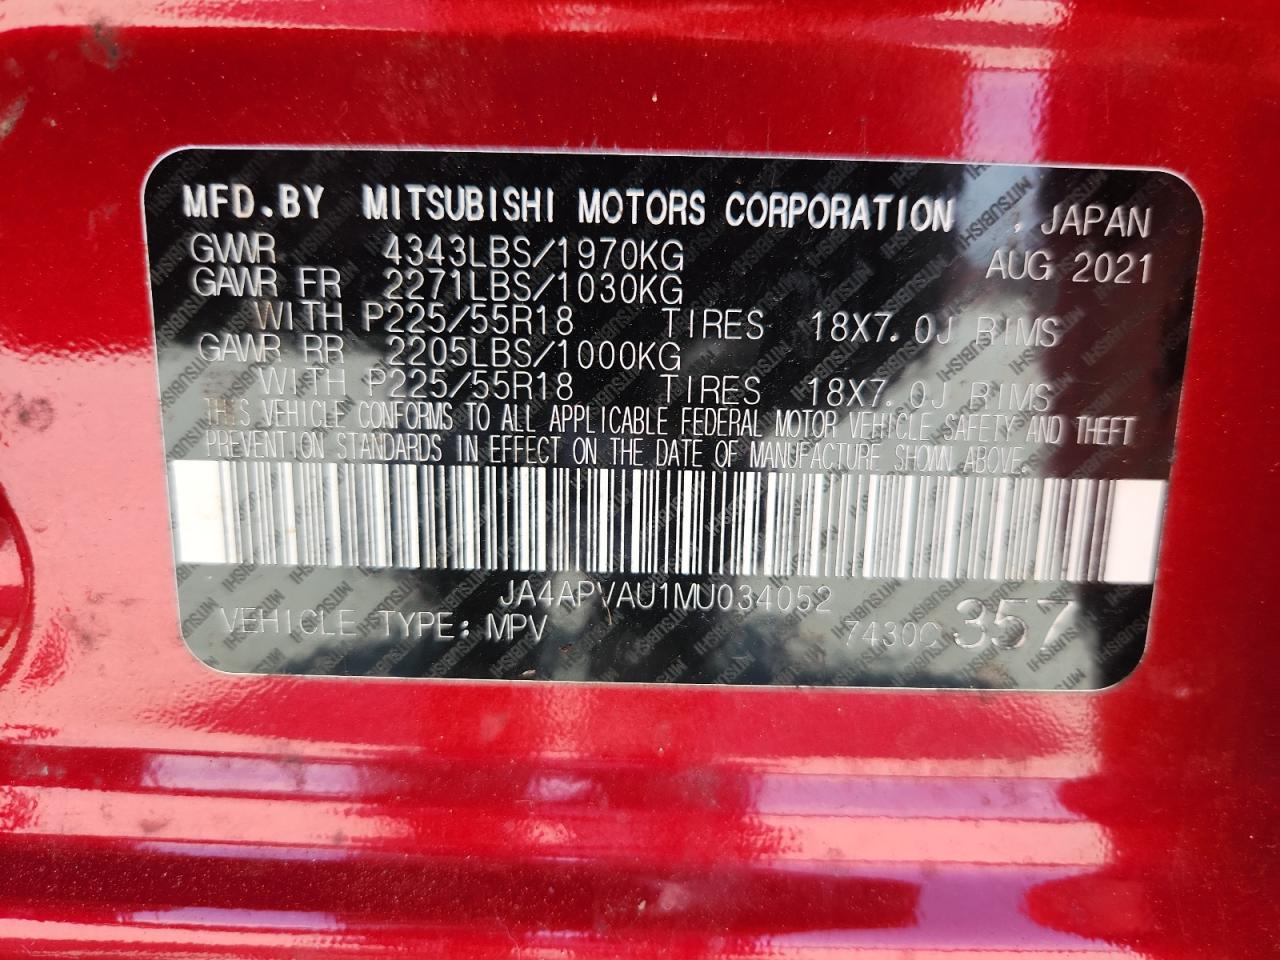 MFD.BY MITSUBISHI MOTORS CORPORATION , JAPAN
GVWR 4343LBS/1970KG AUG 2021
GAWR FR 2271LBS/1030KG
WITH P225/55R18 TIRES 18X7.0J RIMS
GAWR RR 2205LBS/1000KG
WITH P225/55R18 TIRES 18X7.0J RIMS
THIS VEHICLE CONFORMS TO ALL APPLICABLE FEDERAL MOTOR VEHICLE SAFETY AND THEFT
PREVENTION STANDARDS IN EFFECT ON THE DATE OF MANUFACTURE SHOWN ABOVE.
JA4APVAU1MU034052
VEHICLE TYPE: MPV 7430C 357